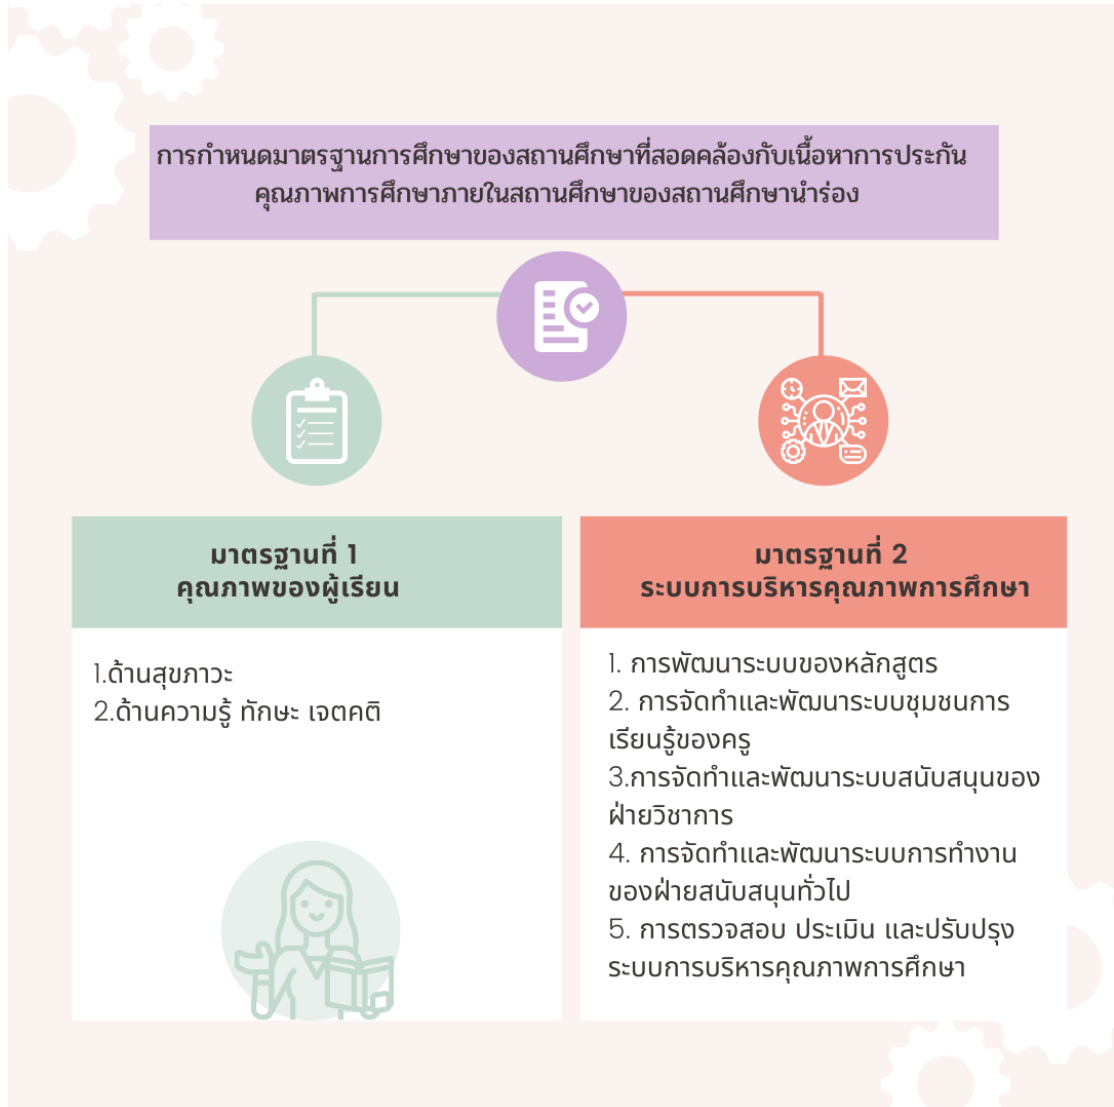 การกำหนดมาตรฐานการศึกษาของสถานศึกษาที่สอดคล้องกับเนื้อหาการประกัน
คุณภาพการศึกษาภายในสถานศึกษาของสถานศึกษานำร่อง
มาตรฐานที่ 1
คุณภาพของผู้เรียน
1.ด้านสุขภาวะ
2.ด้านความรู้ ทักษะ เจตคติ
มาตรฐานที่ 2
ระบบการบริหารคุณภาพการศึกษา
1. การพัฒนาระบบของหลักสูตร
2. การจัดทำและพัฒนาระบบชุมชนการ
เรียนรู้ของครู
3.การจัดทำและพัฒนาระบบสนับสนุนของ
ฝ่ายวิชาการ
4. การจัดทำและพัฒนาระบบการทำงาน
ของฝ่ายสนับสนุนทั่วไป
5. การตรวจสอบ ประเมิน และปรับปรุง
ระบบการบริหารคุณภาพการศึกษา